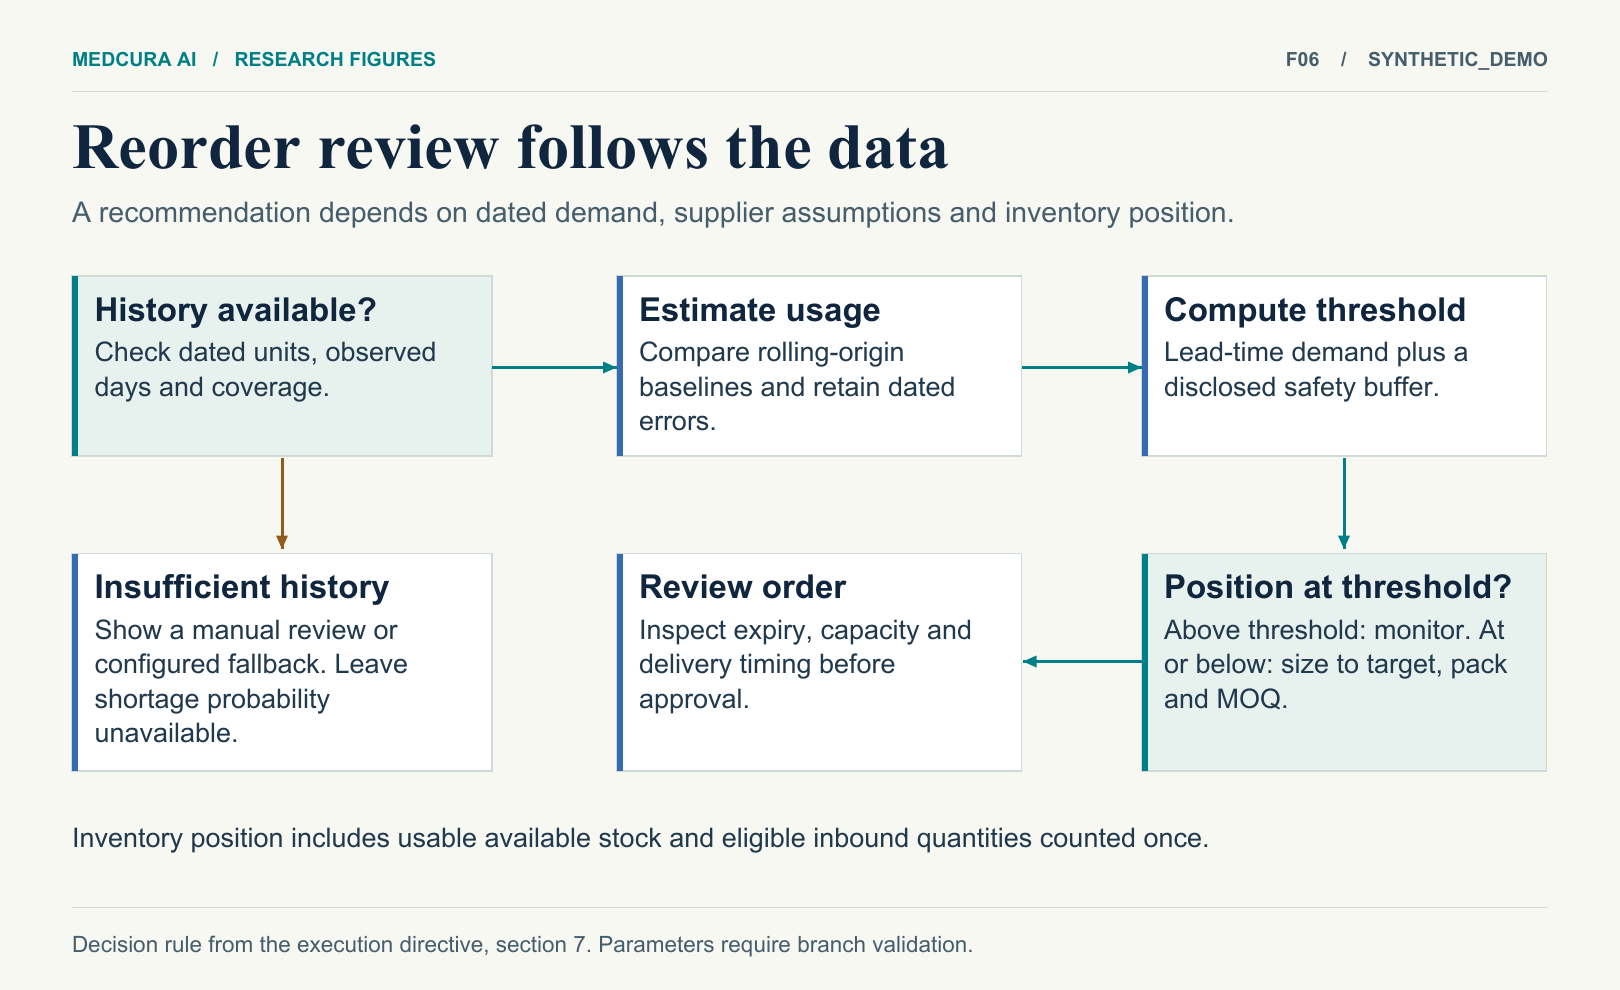 MEDCURA AI / RESEARCH FIGURES
F06 / SYNTHETIC_DEMO
Reorder review follows the data
A recommendation depends on dated demand, supplier assumptions and inventory position.
History available?
Check dated units, observed
days and coverage.
Estimate usage
Compare rolling-origin
baselines and retain dated
errors.
Compute threshold
Lead-time demand plus a
disclosed safety buffer.
Insufficient history
Show a manual review or
configured fallback. Leave
shortage probability
unavailable.
Review order
Inspect expiry, capacity and
delivery timing before
approval.
Position at threshold?
Above threshold: monitor. At
or below: size to target, pack
and MOQ.
Inventory position includes usable available stock and eligible inbound quantities counted once.
Decision rule from the execution directive, section 7. Parameters require branch validation.